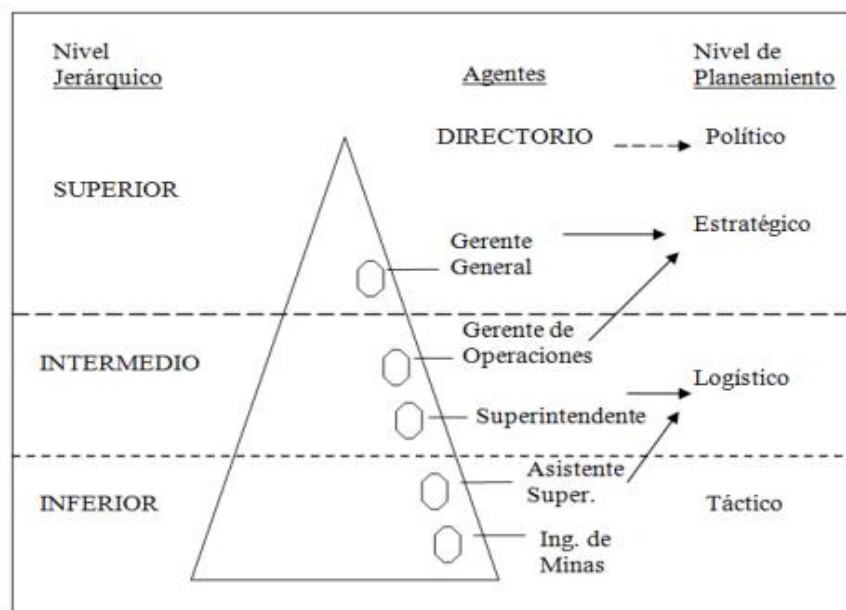 Nivel
Jerárquico
Agentes
Nivel de
Planeamiento
DIRECTORIO
Político
SUPERIOR
Estratégico
Gerente
General
Gerente de
Operaciones
INTERMEDIO
Logístico
Superintendente
Asistente
Super.
INFERIOR
Táctico
Ing. de
Minas